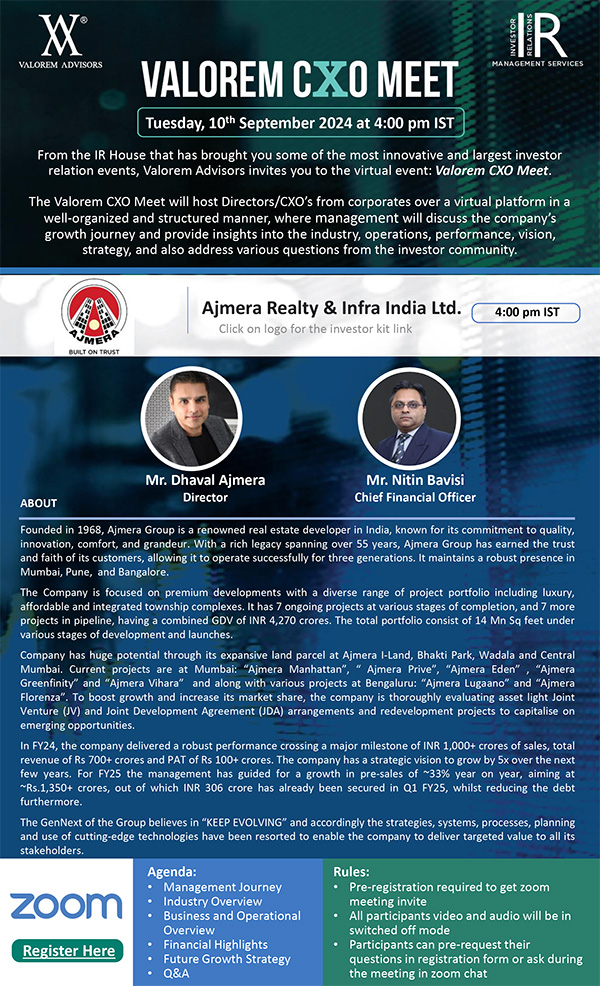 VALOREM ADVISORS
INVESTOR RELATIONS
IR
MANAGEMENT SERVICES
VALOREM CXO MEET
Tuesday, 10th September 2024 at 4:00 pm IST
From the IR House that has brought you some of the most innovative and largest investor
relation events, Valorem Advisors invites you to the virtual event: Valorem CXO Meet.
The Valorem CXO Meet will host Directors/CXO's from corporates over a virtual platform in a
well-organized and structured manner, where management will discuss the company's
growth journey and provide insights into the industry, operations, performance, vision,
strategy, and also address various questions from the investor community.
AJMERA
BUILT ON TRUST
Ajmera Realty & Infra India Ltd.
4:00 pm IST
Click on logo for the investor kit link
Mr. Dhaval Ajmera
Director
Mr. Nitin Bavisi
Chief Financial Officer
ABOUT
Founded in 1968, Ajmera Group is a renowned real estate developer in India, known for its commitment to quality,
innovation, comfort, and grandeur. With a rich legacy spanning over 55 years, Ajmera Group has earned the trust
and faith of its customers, allowing it to operate successfully for three generations. It maintains a robust presence in
Mumbai, Pune, and Bangalore.
The Company is focused on premium developments with a diverse range of project portfolio including luxury,
affordable and integrated township complexes. It has 7 ongoing projects at various stages of completion, and 7 more
projects in pipeline, having a combined GDV of INR 4,270 crores. The total portfolio consist of 14 Mn Sq feet under
various stages of development and launches.
Company has huge potential through its expansive land parcel at Ajmera I-Land, Bhakti Park, Wadala and Central
Mumbai. Current projects are at Mumbai: "Ajmera Manhattan", " Ajmera Prive", "Ajmera Eden" , "Ajmera
Greenfinity" and "Ajmera Vihara" and along with various projects at Bengaluru: "Ajmera Lugaano" and "Ajmera
Florenza". To boost growth and increase its market share, the company is thoroughly evaluating asset light Joint
Venture (JV) and Joint Development Agreement (JDA) arrangements and redevelopment projects to capitalise on
emerging opportunities.
In FY24, the company delivered a robust performance crossing a major milestone of INR 1,000+ crores of sales, total
revenue of Rs 700+ crores and PAT of Rs 100+ crores. The company has a strategic vision to grow by 5x over the next
few years. For FY25 the management has guided for a growth in pre-sales of ~33% year on year, aiming at
~Rs.1,350+ crores, out of which INR 306 crore has already been secured in Q1 FY25, whilst reducing the debt
furthermore.
The GenNext of the Group believes in "KEEP EVOLVING" and accordingly the strategies, systems, processes, planning
and use of cutting-edge technologies have been resorted to enable the company to deliver targeted value to all its
stakeholders.
zoom
Register Here
Agenda:
• Management Journey
• Industry Overview
• Business and Operational
Overview
• Financial Highlights
• Future Growth Strategy
• Q&A
Rules:
• Pre-registration required to get zoom
meeting invite
• All participants video and audio will be in
switched off mode
• Participants can pre-request their
questions in registration form or ask during
the meeting in zoom chat